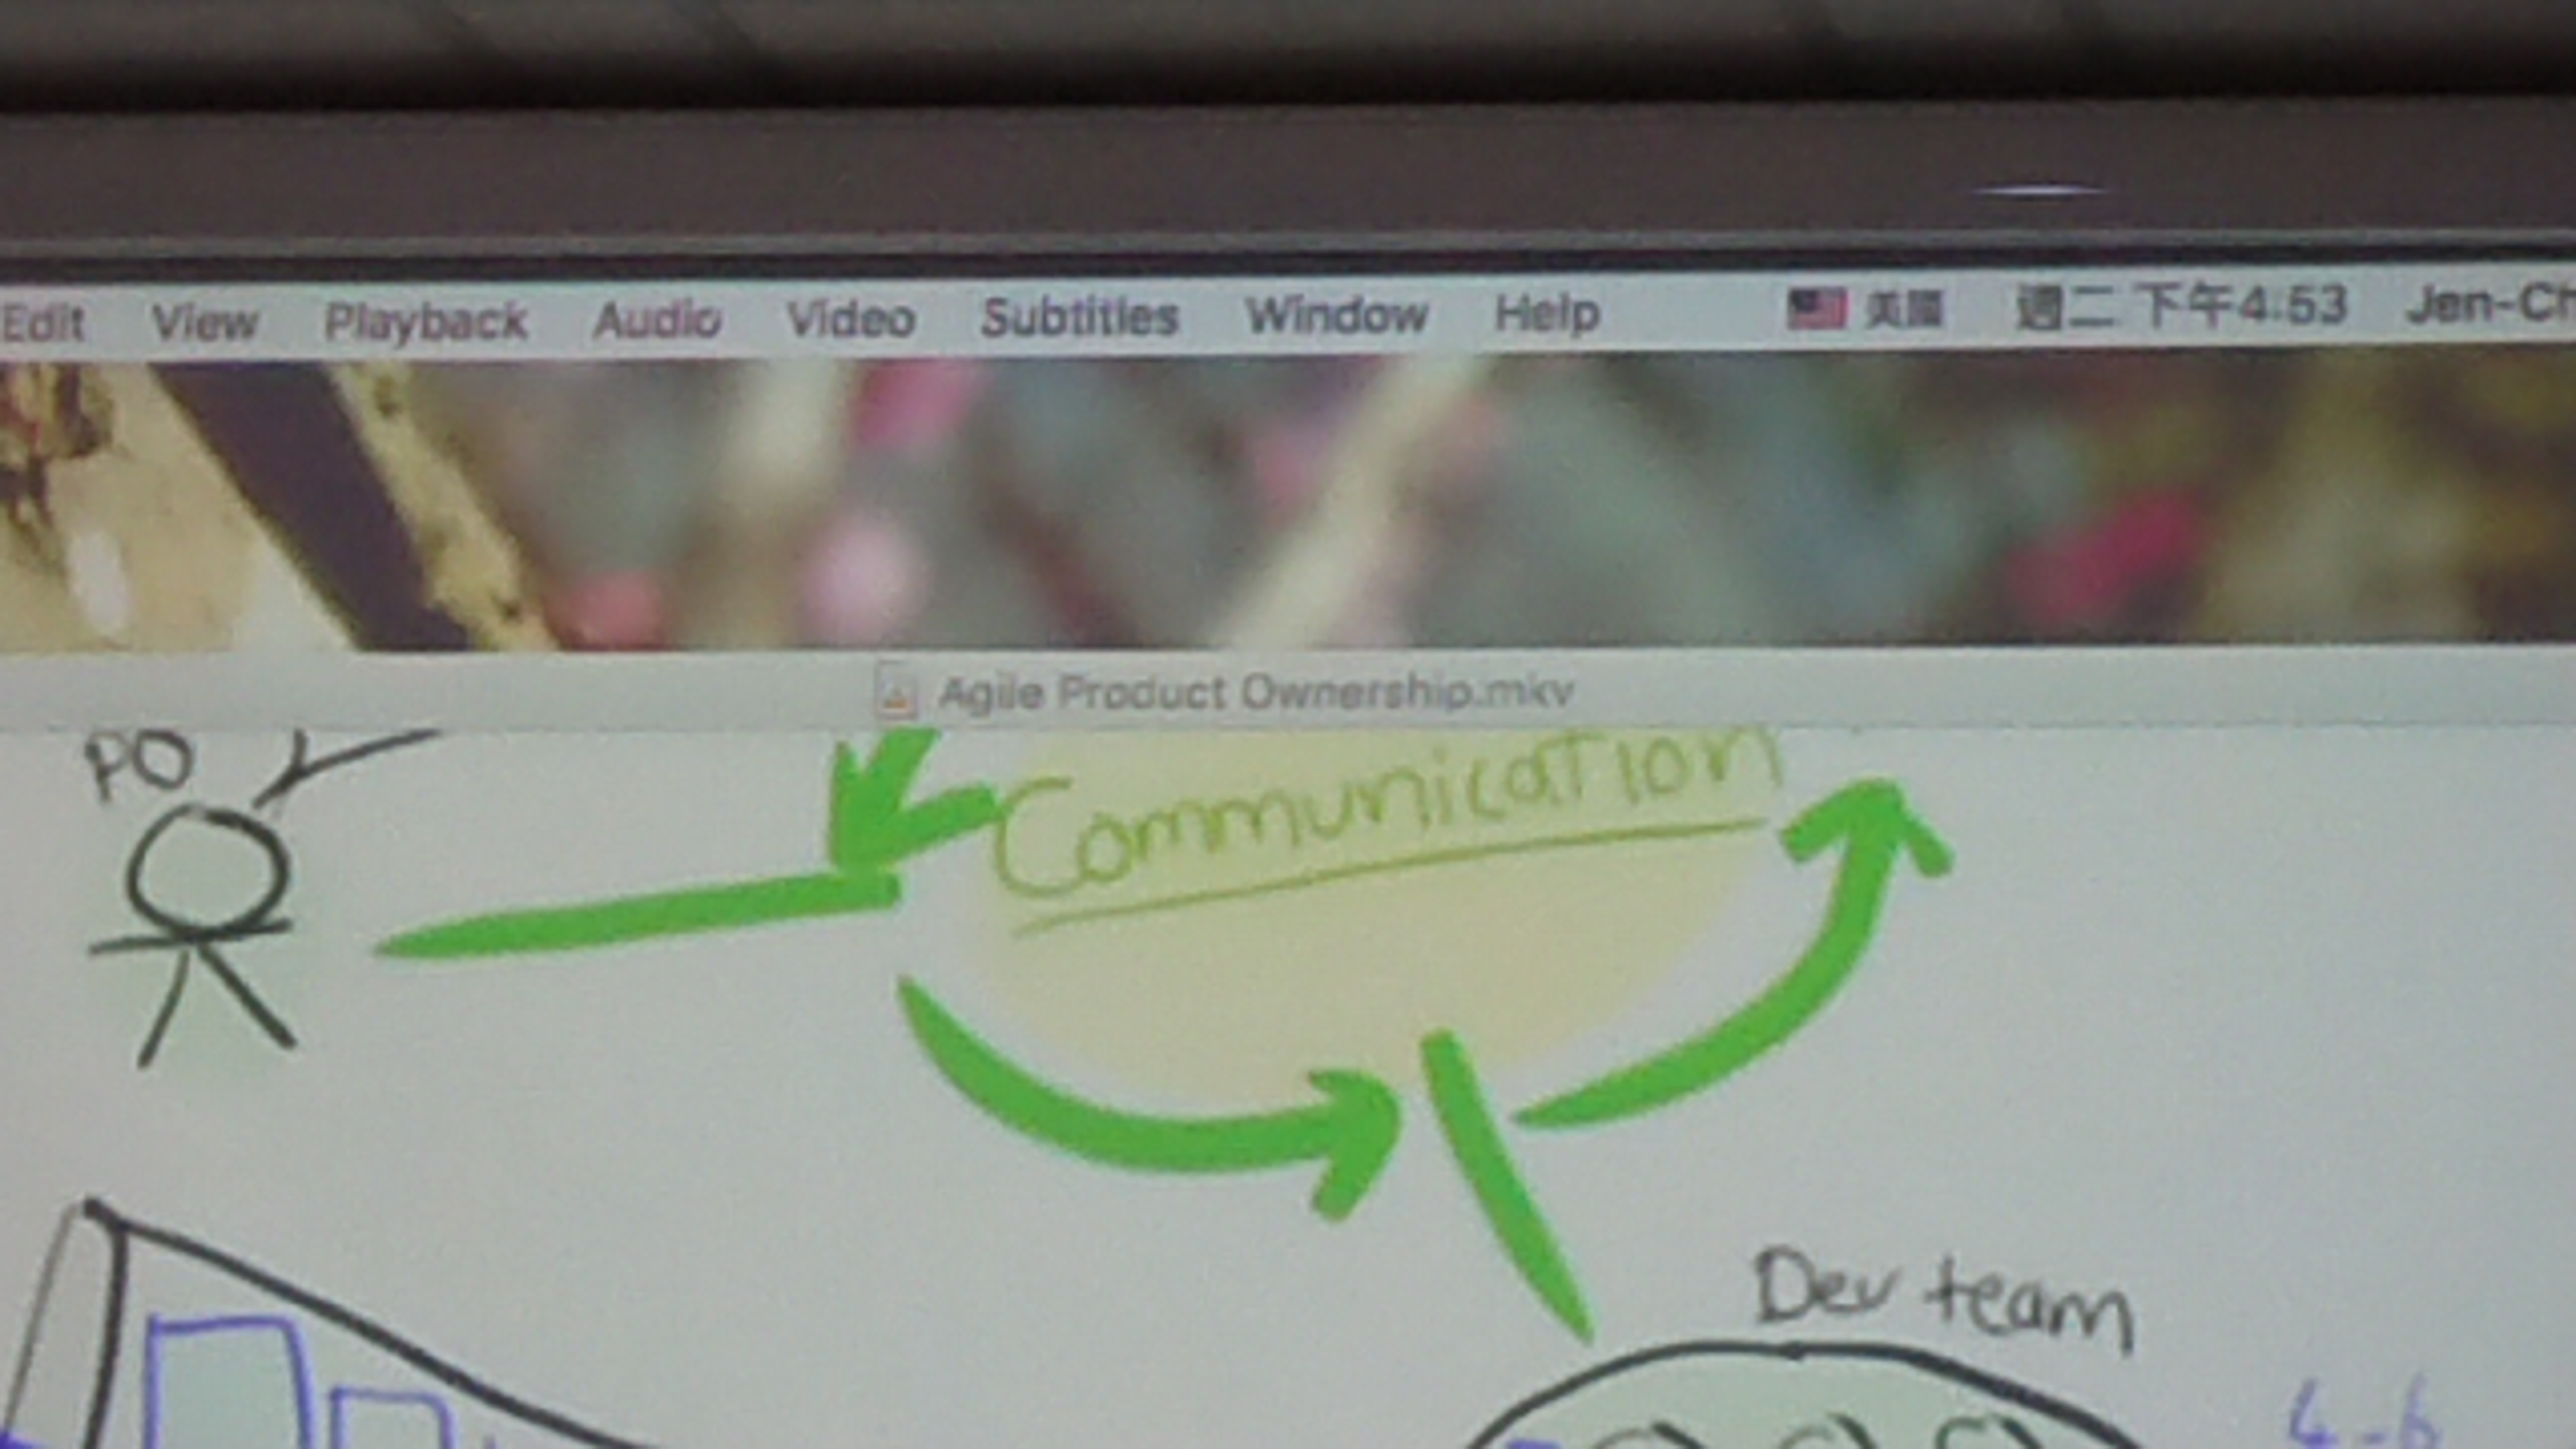 Edit View Playback Audio Video Subtitles Window Help 美國 週二 下午4:53 Jen-Ch
Agile Product Ownership.mkv
PO
Communication
Dev team
4-6